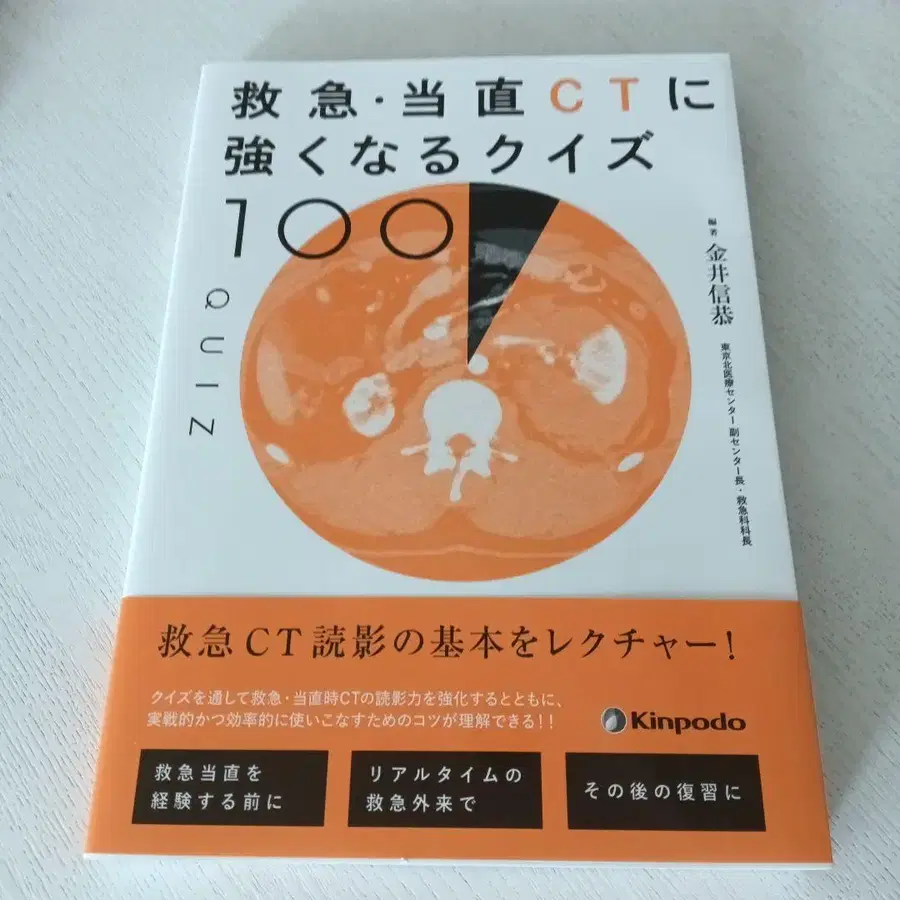 救急・当直CTに
強くなるクイズ
100
QUIZ
編著
金井信恭
東京北医療センター 副センター長・救急科科長
救急CT読影の基本をレクチャー!
クイズを通して救急・当直時CTの読影力を強化するとともに、
実戦的かつ効率的に使いこなすためのコツが理解できる!!
Kinpodo
救急当直を
経験する前に
リアルタイムの
救急外来で
その後の復習に